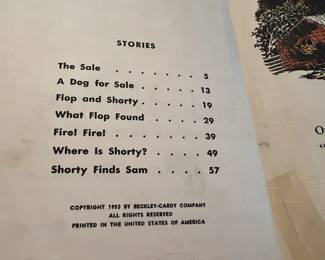 STORIES
The Sale . . . . . . . 5
A Dog for Sale . . . . . 13
Flop and Shorty . . . . . 19
What Flop Found . . . . 29
Fire! Fire! . . . . . . 39
Where Is Shorty? . . . . 49
Shorty Finds Sam . . . . 57
COPYRIGHT 1953 BY BECKLEY-CARDY COMPANY
ALL RIGHTS RESERVED
PRINTED IN THE UNITED STATES OF AMERICA
O
"